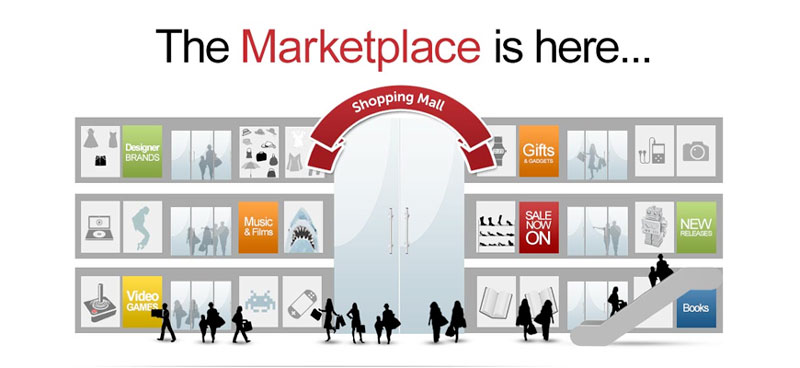 The Marketplace is here...
Shopping Mall
Designer
BRANDS
Gifts
& GADGETS
Music
& Films
SALE
NOW
ON
NEW
RELEASES
Video
GAMES
Books